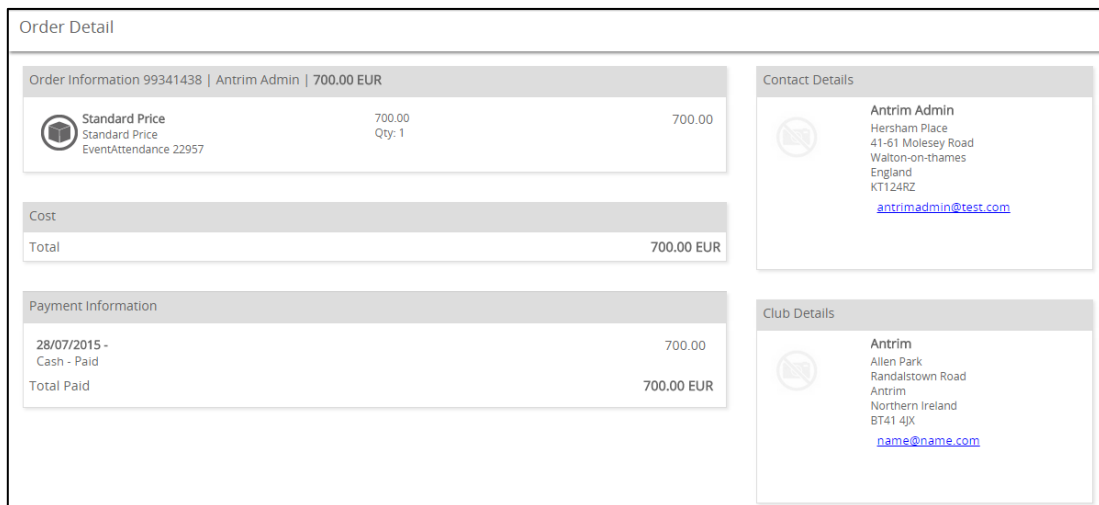 Order Detail
Order Information 99341438 | Antrim Admin | 700.00 EUR
Standard Price 700.00 700.00
Standard Price Qty: 1
EventAttendance 22957
Cost
Total 700.00 EUR
Payment Information
28/07/2015 - 700.00
Cash - Paid
Total Paid 700.00 EUR
Contact Details
Antrim Admin
Hersham Place
41-61 Molesey Road
Walton-on-thames
England
KT124RZ
antrimadmin@test.com
Club Details
Antrim
Allen Park
Randalstown Road
Antrim
Northern Ireland
BT41 4JX
name@name.com